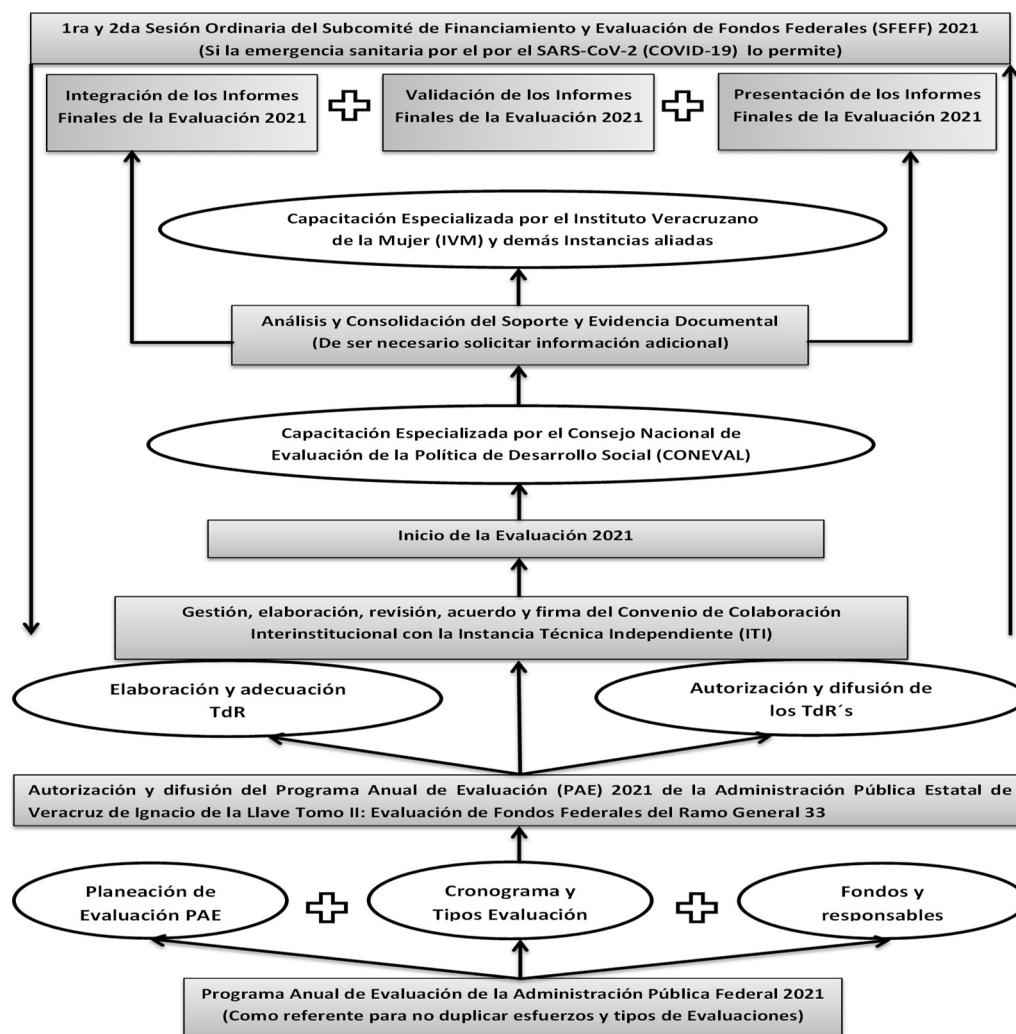 1ra y 2da Sesión Ordinaria del Subcomité de Financiamiento y Evaluación de Fondos Federales (SFEFF) 2021
(Si la emergencia sanitaria por el por el SARS-CoV-2 (COVID-19) lo permite)
Integración de los Informes
Finales de la Evaluación 2021
Validación de los Informes
Finales de la Evaluación 2021
Presentación de los Informes
Finales de la Evaluación 2021
Capacitación Especializada por el Instituto Veracruzano
de la Mujer (IVM) y demás Instancias aliadas
Análisis y Consolidación del Soporte y Evidencia Documental
(De ser necesario solicitar información adicional)
Capacitación Especializada por el Consejo Nacional de
Evaluación de la Política de Desarrollo Social (CONEVAL)
Inicio de la Evaluación 2021
Gestión, elaboración, revisión, acuerdo y firma del Convenio de Colaboración
Interinstitucional con la Instancia Técnica Independiente (ITI)
Elaboración y adecuación
TdR
Autorización y difusión de
los TdR´s
Autorización y difusión del Programa Anual de Evaluación (PAE) 2021 de la Administración Pública Estatal de
Veracruz de Ignacio de la Llave Tomo II: Evaluación de Fondos Federales del Ramo General 33
Planeación de
Evaluación PAE
Cronograma y
Tipos Evaluación
Fondos y
responsables
Programa Anual de Evaluación de la Administración Pública Federal 2021
(Como referente para no duplicar esfuerzos y tipos de Evaluaciones)